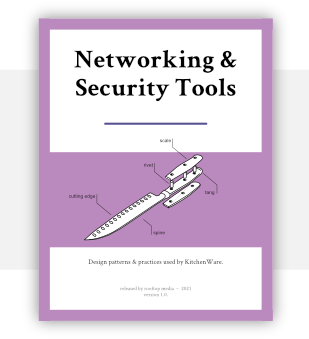 Networking &
Security Tools
scale
rivet
cutting edge
tang
spine
Design patterns & practices used by KitchenWare.
released by rooftop media – 2021
version 1.0.